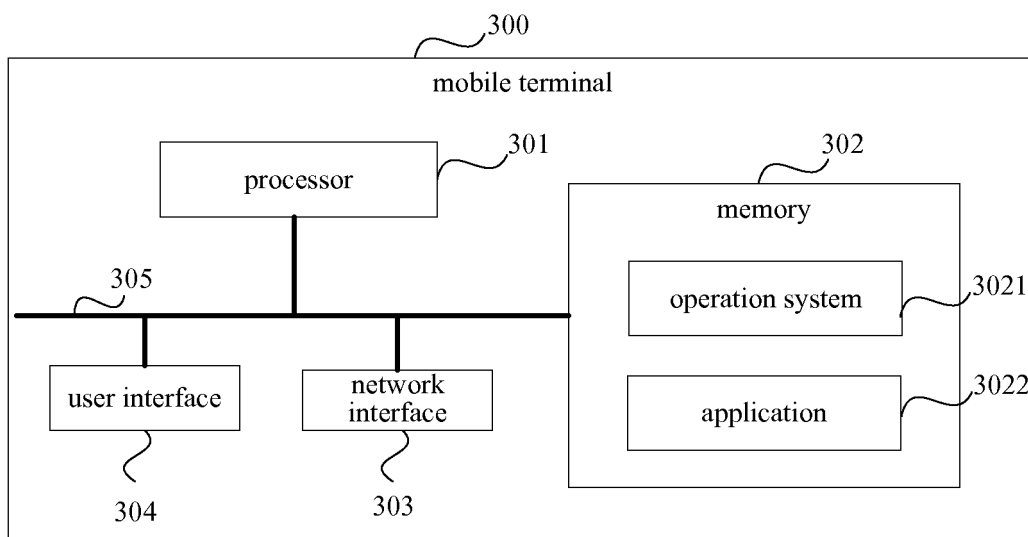 300
mobile terminal
301
processor
302
memory
305
operation system
3021
user interface
network
interface
application
3022
304
303